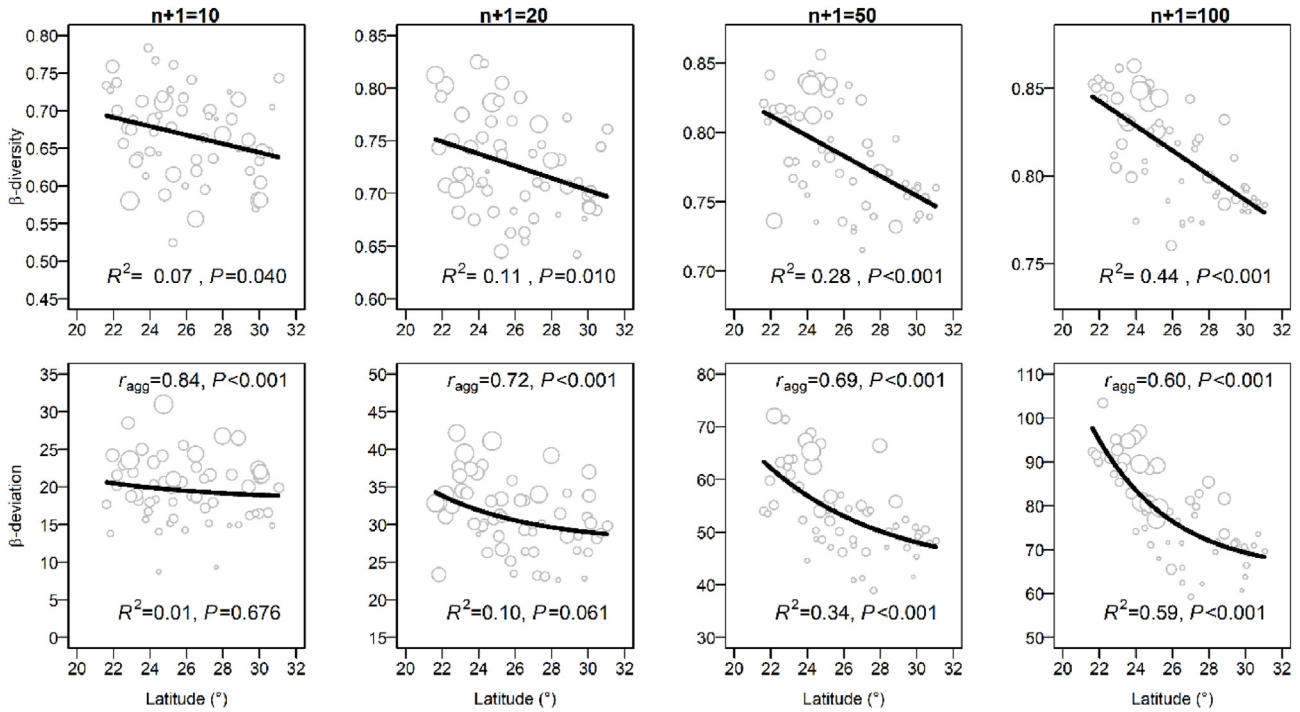 n+1=10 n+1=20 n+1=50 n+1=100
β-diversity
0.80 0.75 0.70 0.65 0.60 0.55 0.50 0.45
R²= 0.07 , P=0.040
20 22 24 26 28 30 32
0.85 0.80 0.75 0.70 0.65 0.60
R²= 0.11 , P=0.010
20 22 24 26 28 30 32
0.85 0.80 0.75 0.70
R²= 0.28 , P<0.001
20 22 24 26 28 30 32
0.85 0.80 0.75
R²= 0.44 , P<0.001
20 22 24 26 28 30 32
β-deviation
35 30 25 20 15 10 5 0
r_agg=0.84, P<0.001
R²=0.01, P=0.676
20 22 24 26 28 30 32
Latitude (°)
50 45 40 35 30 25 20 15
r_agg=0.72, P<0.001
R²=0.10, P=0.061
20 22 24 26 28 30 32
Latitude (°)
80 70 60 50 40 30
r_agg=0.69, P<0.001
R²=0.34, P<0.001
20 22 24 26 28 30 32
Latitude (°)
110 100 90 80 70 60 50
r_agg=0.60, P<0.001
R²=0.59, P<0.001
20 22 24 26 28 30 32
Latitude (°)